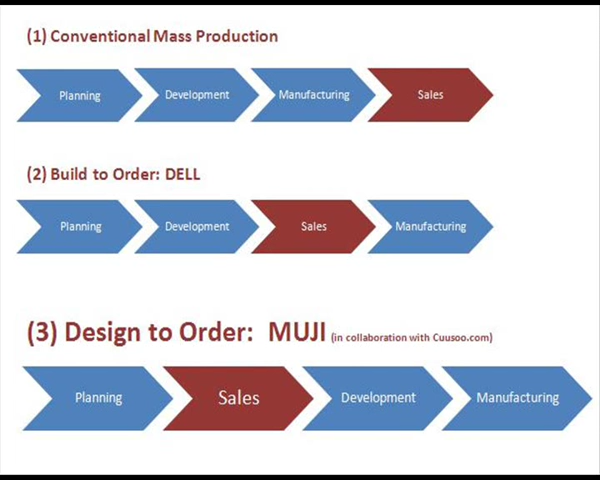 (1) Conventional Mass Production
Planning Development Manufacturing Sales
(2) Build to Order: DELL
Planning Development Sales Manufacturing
(3) Design to Order: MUJI (in collaboration with Cuusoo.com)
Planning Sales Development Manufacturing